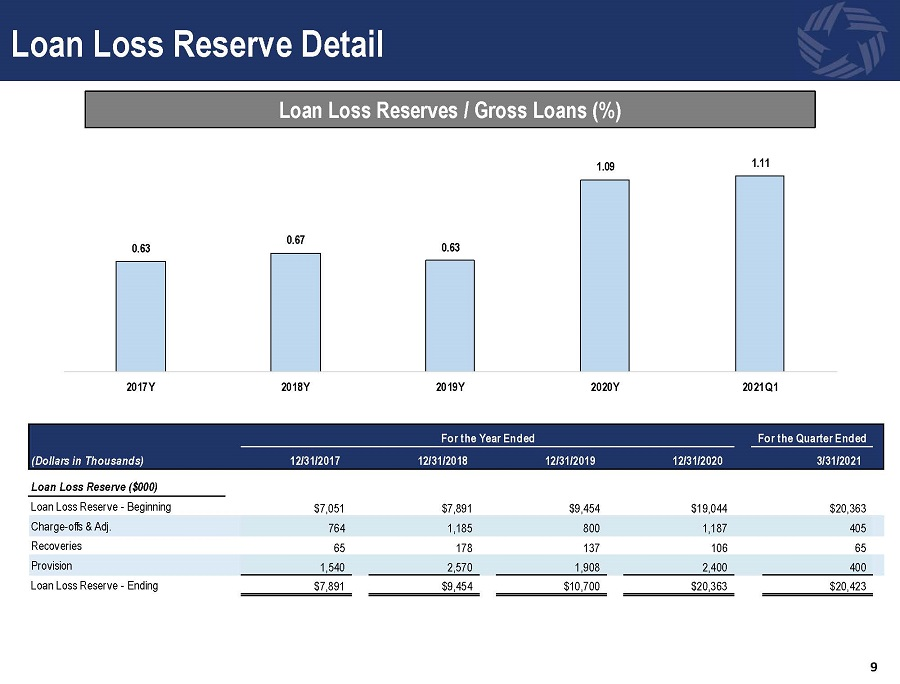 Loan Loss Reserve Detail
Loan Loss Reserves / Gross Loans (%)
0.63
0.67
0.63
1.09
1.11
2017Y 2018Y 2019Y 2020Y 2021Q1
For the Year Ended For the Quarter Ended
(Dollars in Thousands) 12/31/2017 12/31/2018 12/31/2019 12/31/2020 3/31/2021
Loan Loss Reserve ($000)
Loan Loss Reserve - Beginning $7,051 $7,891 $9,454 $19,044 $20,363
Charge-offs & Adj. 764 1,185 800 1,187 405
Recoveries 65 178 137 106 65
Provision 1,540 2,570 1,908 2,400 400
Loan Loss Reserve - Ending $7,891 $9,454 $10,700 $20,363 $20,423
9